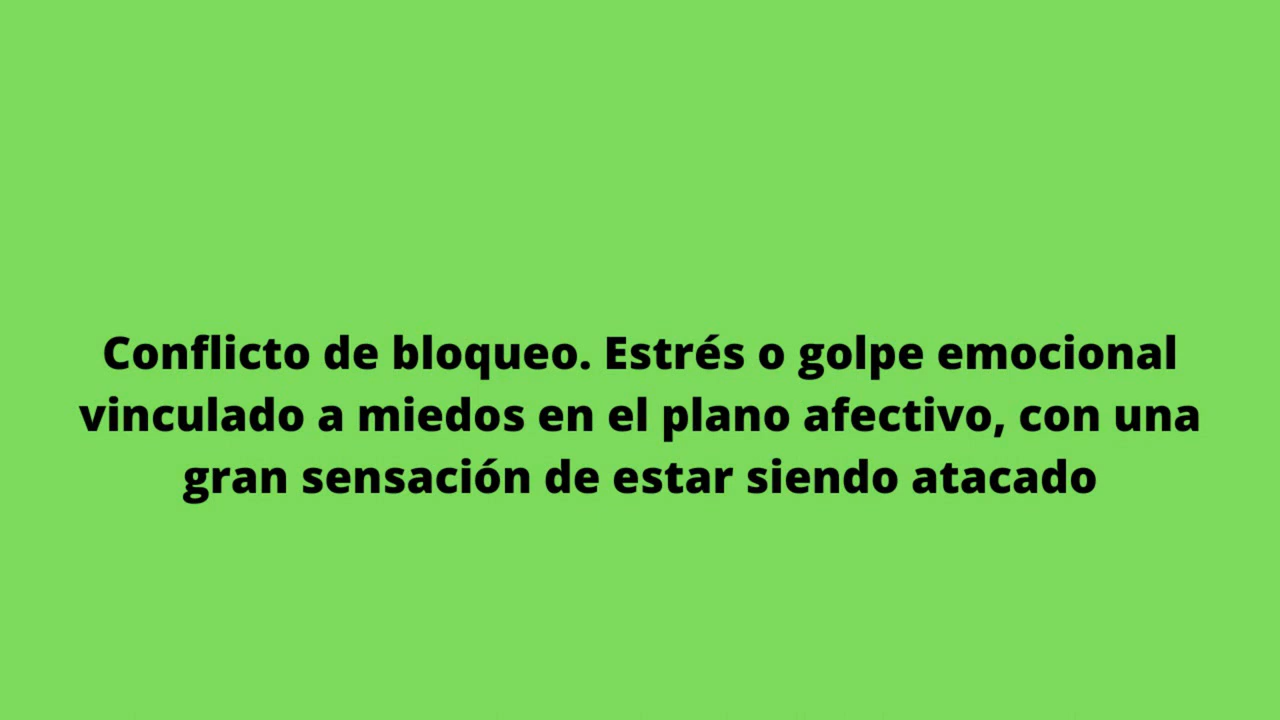 Conflicto de bloqueo. Estrés o golpe emocional
vinculado a miedos en el plano afectivo, con una
gran sensación de estar siendo atacado